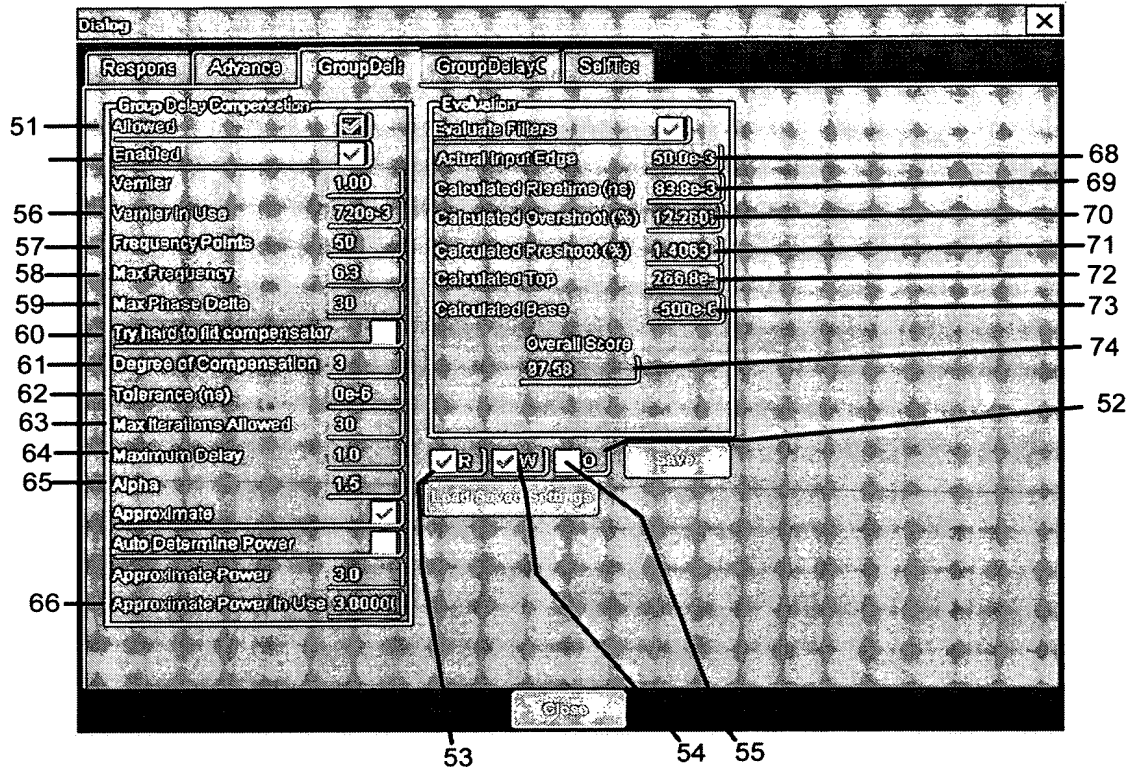 Dialog
Respons Advance GroupDel: GroupDelayC SelfTes
Group Delay Compensation
51
Allowed
Enabled
Vernier 1.00
56 Vernier In Use 720e-3
57 Frequency Points 50
58 Max Frequency 6.3
59 Max Phase Delta 30
60 Try hard to fid compensator
61 Degree of Compensation 3
62 Tolerance (ns) 0e-6
63 Max Iterations Allowed 30
64 Maximum Delay 1.0
65 Alpha 1.5
Approximate
Auto Determine Power
Approximate Power 3.0
66 Approximate Power In Use 3.0000(
Evaluation
Evaluate Filters
Actual Input Edge 50.0e-3 68
Calculated Risetime (ns) 83.8e-3 69
Calculated Overshoot (%) 70
Calculated Preshoot (%) 1.4063 71
Calculated Top 266.8e- 72
Calculated Base 73
Overall Score
74
52
R W O Save
Load Saved Settings
Close
53 54 55